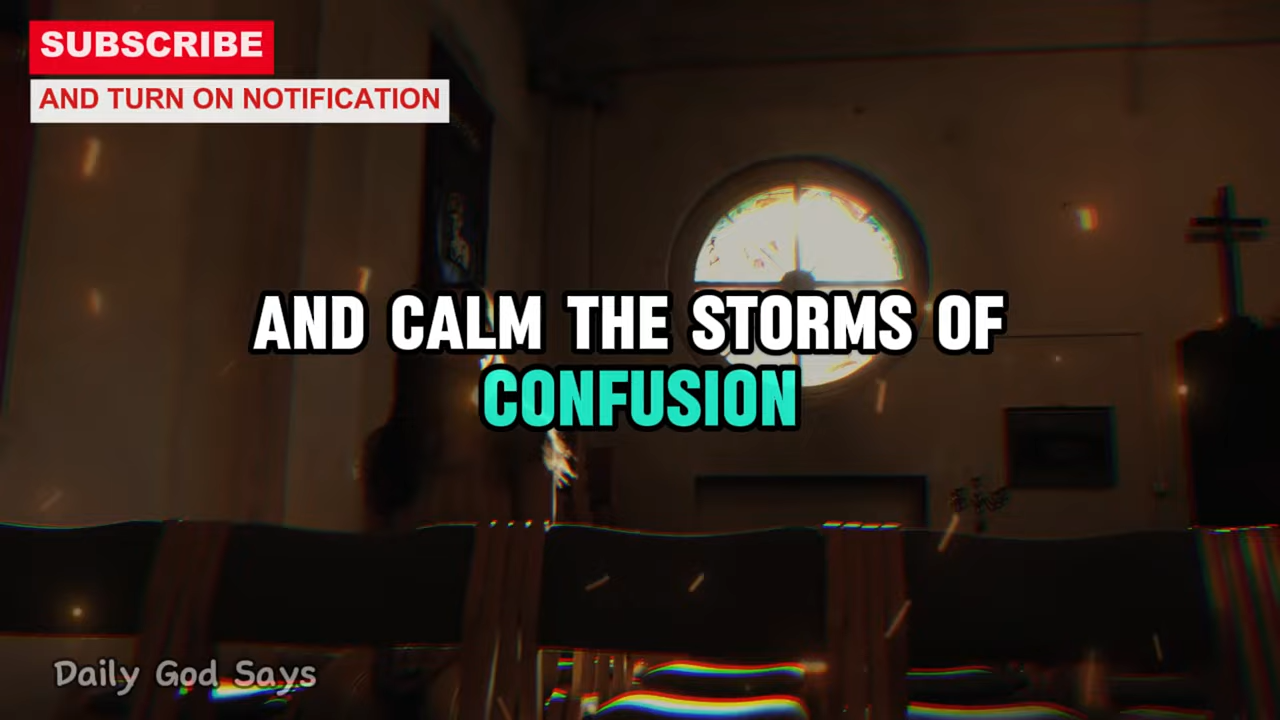 SUBSCRIBE
AND TURN ON NOTIFICATION
AND CALM THE STORMS OF
CONFUSION
Daily God Says